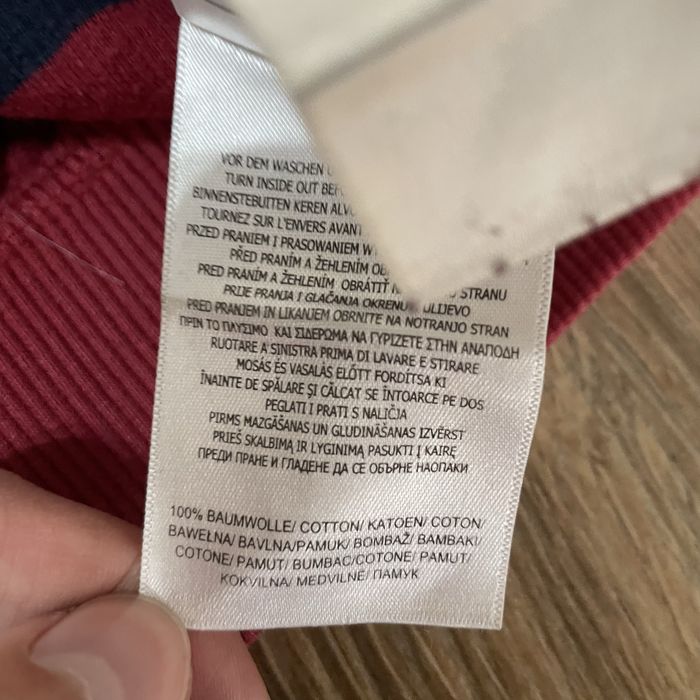 VOR DEM WASCHEN
TURN INSIDE OUT
BINNENSTEBUITEN KEREN
TOURNEZ SUR L'ENVERS AVANT
PRZED PRANIEM I PRASOWANIEM
PŘED PRANÍM A ŽEHLENÍM
PRED PRANÍM A ŽEHLENÍM OBRÁTIŤ STRANU
PRIJE PRANJA I GLAČANJA
PRED PRANJEM IN LIKANJEM OBRNITE NA NOTRANJO STRAN
ΠΡΙΝ ΤΟ ΠΛΥΣΙΜΟ ΚΑΙ ΣΙΔΕΡΩΜΑ ΝΑ ΓΥΡΙΖΕΤΕ ΣΤΗΝ ΑΝΑΠΟΔΗ
RUOTARE A SINISTRA PRIMA DI LAVARE E STIRARE
MOSÁS ÉS VASALÁS ELŐTT FORDÍTSA KI
ÎNAINTE DE SPĂLARE ŞI CĂLCAT SE ÎNTOARCE PE DOS
PEGLATI I PRATI S NALIČJA
PIRMS MAZGĀŠANAS UN GLUDINĀŠANAS IZVĒRST
PRIEŠ SKALBIMĄ IR LYGINIMĄ PASUKTI Į KAIRĘ
ПРЕДИ ПРАНЕ И ГЛАДЕНЕ ДА СЕ ОБЪРНЕ НАОПАКИ
100% BAUMWOLLE/ COTTON/ KATOEN/ COTON/
BAWEŁNA/ BAVLNA/PAMUK/ BOMBAŽ/ ΒΑΜΒΑΚΙ/
COTONE/ PAMUT/ BUMBAC/COTONE/ PAMUT/
KOKVILNA/ MEDVILNĖ/ ПАМУК